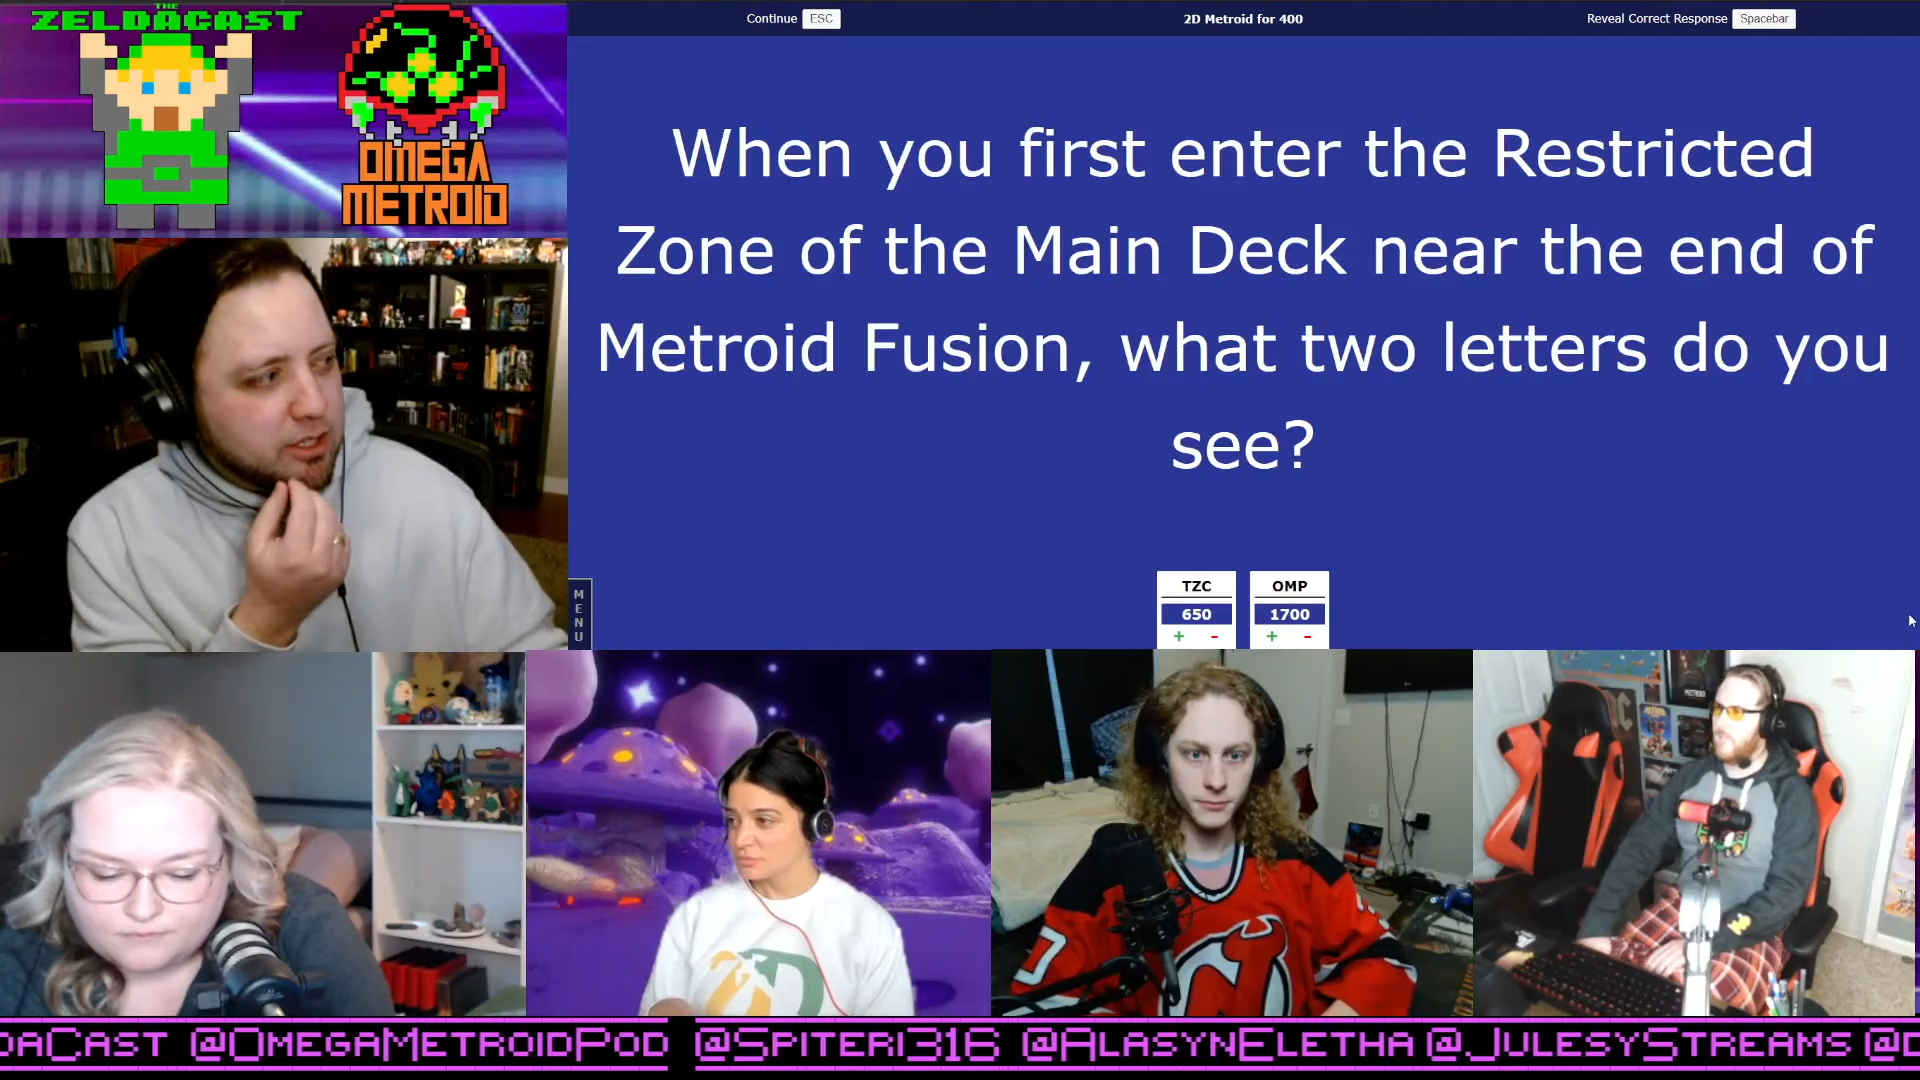 THE
ZELDACAST
OMEGA
METROID
Continue ESC
2D Metroid for 400
Reveal Correct Response Spacebar
When you first enter the Restricted
Zone of the Main Deck near the end of
Metroid Fusion, what two letters do you
see?
MENU
TZC
650
+ -
OMP
1700
+ -
DACAST @OMEGAMETROIDPOD @SPITERI316 @ALASYNELETHA @JULESYSTREAMS @D